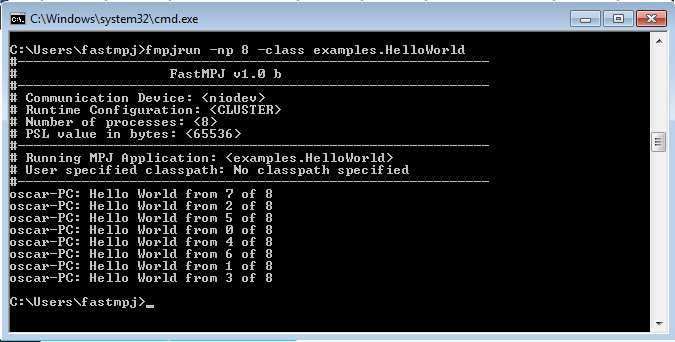 C:\Windows\system32\cmd.exe
C:\Users\fastmpj>fmpjrun -np 8 -class examples.HelloWorld
#---------------------------------------------------------
#                  FastMPJ v1.0 b
#---------------------------------------------------------
# Communication Device: <niodev>
# Runtime Configuration: <CLUSTER>
# Number of processes: <8>
# PSL value in bytes: <65536>
#---------------------------------------------------------
# Running MPJ Application: <examples.HelloWorld>
# User specified classpath: No classpath specified
#---------------------------------------------------------
oscar-PC: Hello World from 7 of 8
oscar-PC: Hello World from 2 of 8
oscar-PC: Hello World from 5 of 8
oscar-PC: Hello World from 0 of 8
oscar-PC: Hello World from 4 of 8
oscar-PC: Hello World from 6 of 8
oscar-PC: Hello World from 1 of 8
oscar-PC: Hello World from 3 of 8
C:\Users\fastmpj>_